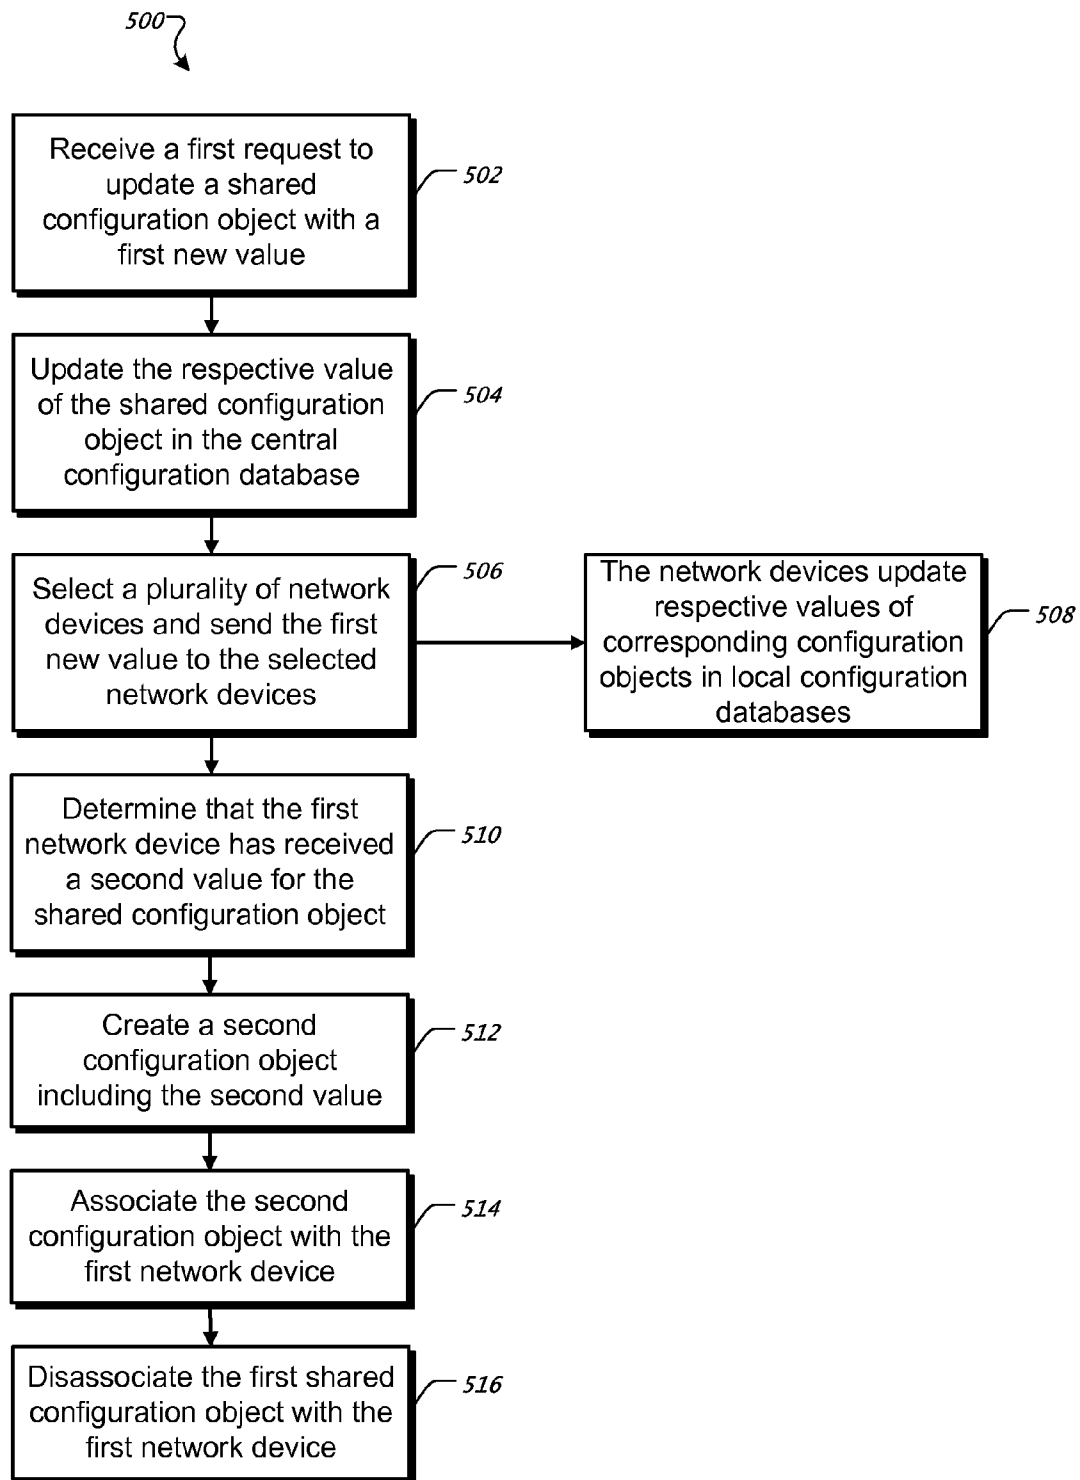 500
Receive a first request to
update a shared
configuration object with a
first new value
502
Update the respective value
of the shared configuration
object in the central
configuration database
504
Select a plurality of network
devices and send the first
new value to the selected
network devices
506
The network devices update
respective values of
corresponding configuration
objects in local configuration
databases
508
Determine that the first
network device has received
a second value for the
shared configuration object
510
Create a second
configuration object
including the second value
512
Associate the second
configuration object with the
first network device
514
Disassociate the first shared
configuration object with the
first network device
516